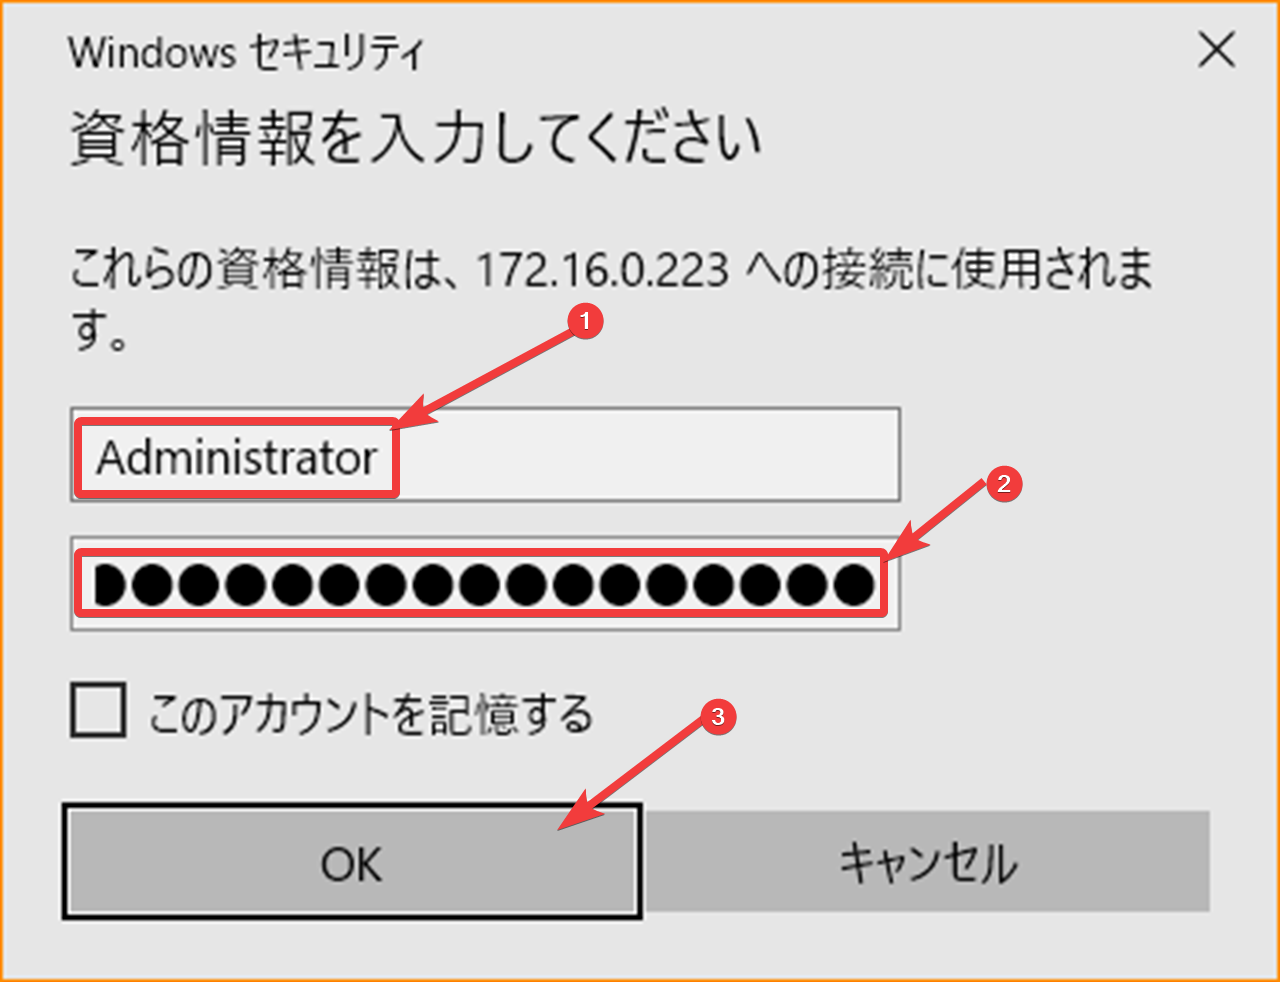 Windows セキュリティ
資格情報を入力してください
これらの資格情報は、172.16.0.223 への接続に使用されま
す。
1
Administrator
2
●●●●●●●●●●●●●●●●●
このアカウントを記憶する
3
OK
キャンセル